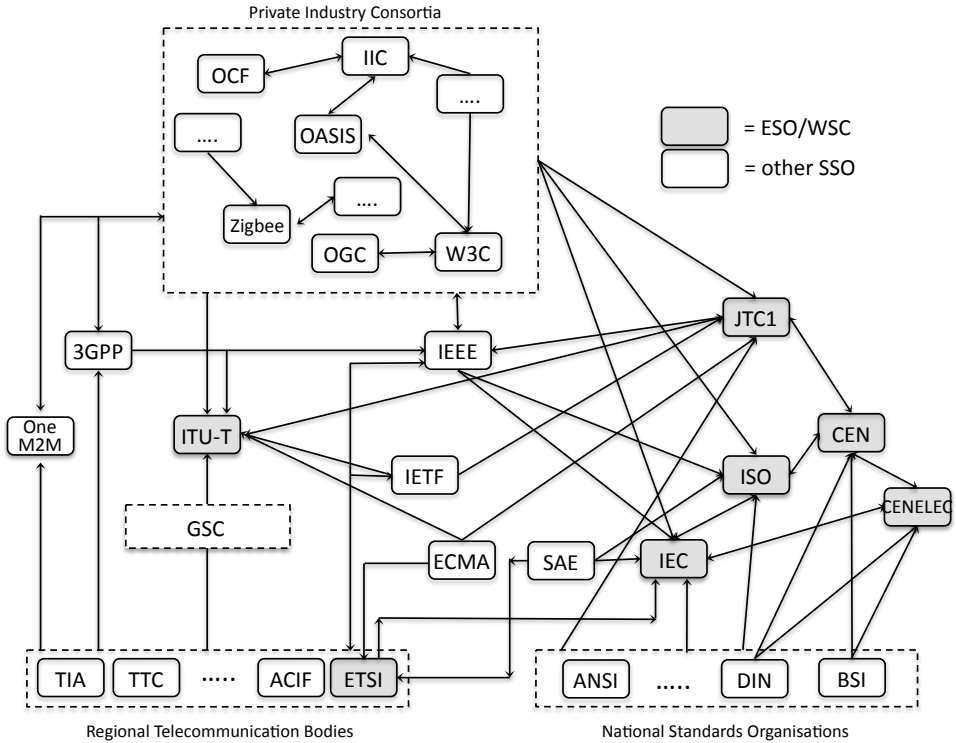 Private Industry Consortia
IIC
OCF
....
....
OASIS
= ESO/WSC
= other SSO
....
Zigbee
OGC
W3C
JTC1
3GPP
IEEE
One
M2M
ITU-T
CEN
IETF
ISO
CENELEC
GSC
ECMA
SAE
IEC
TIA
TTC
.....
ACIF
ETSI
ANSI
.....
DIN
BSI
Regional Telecommunication Bodies
National Standards Organisations